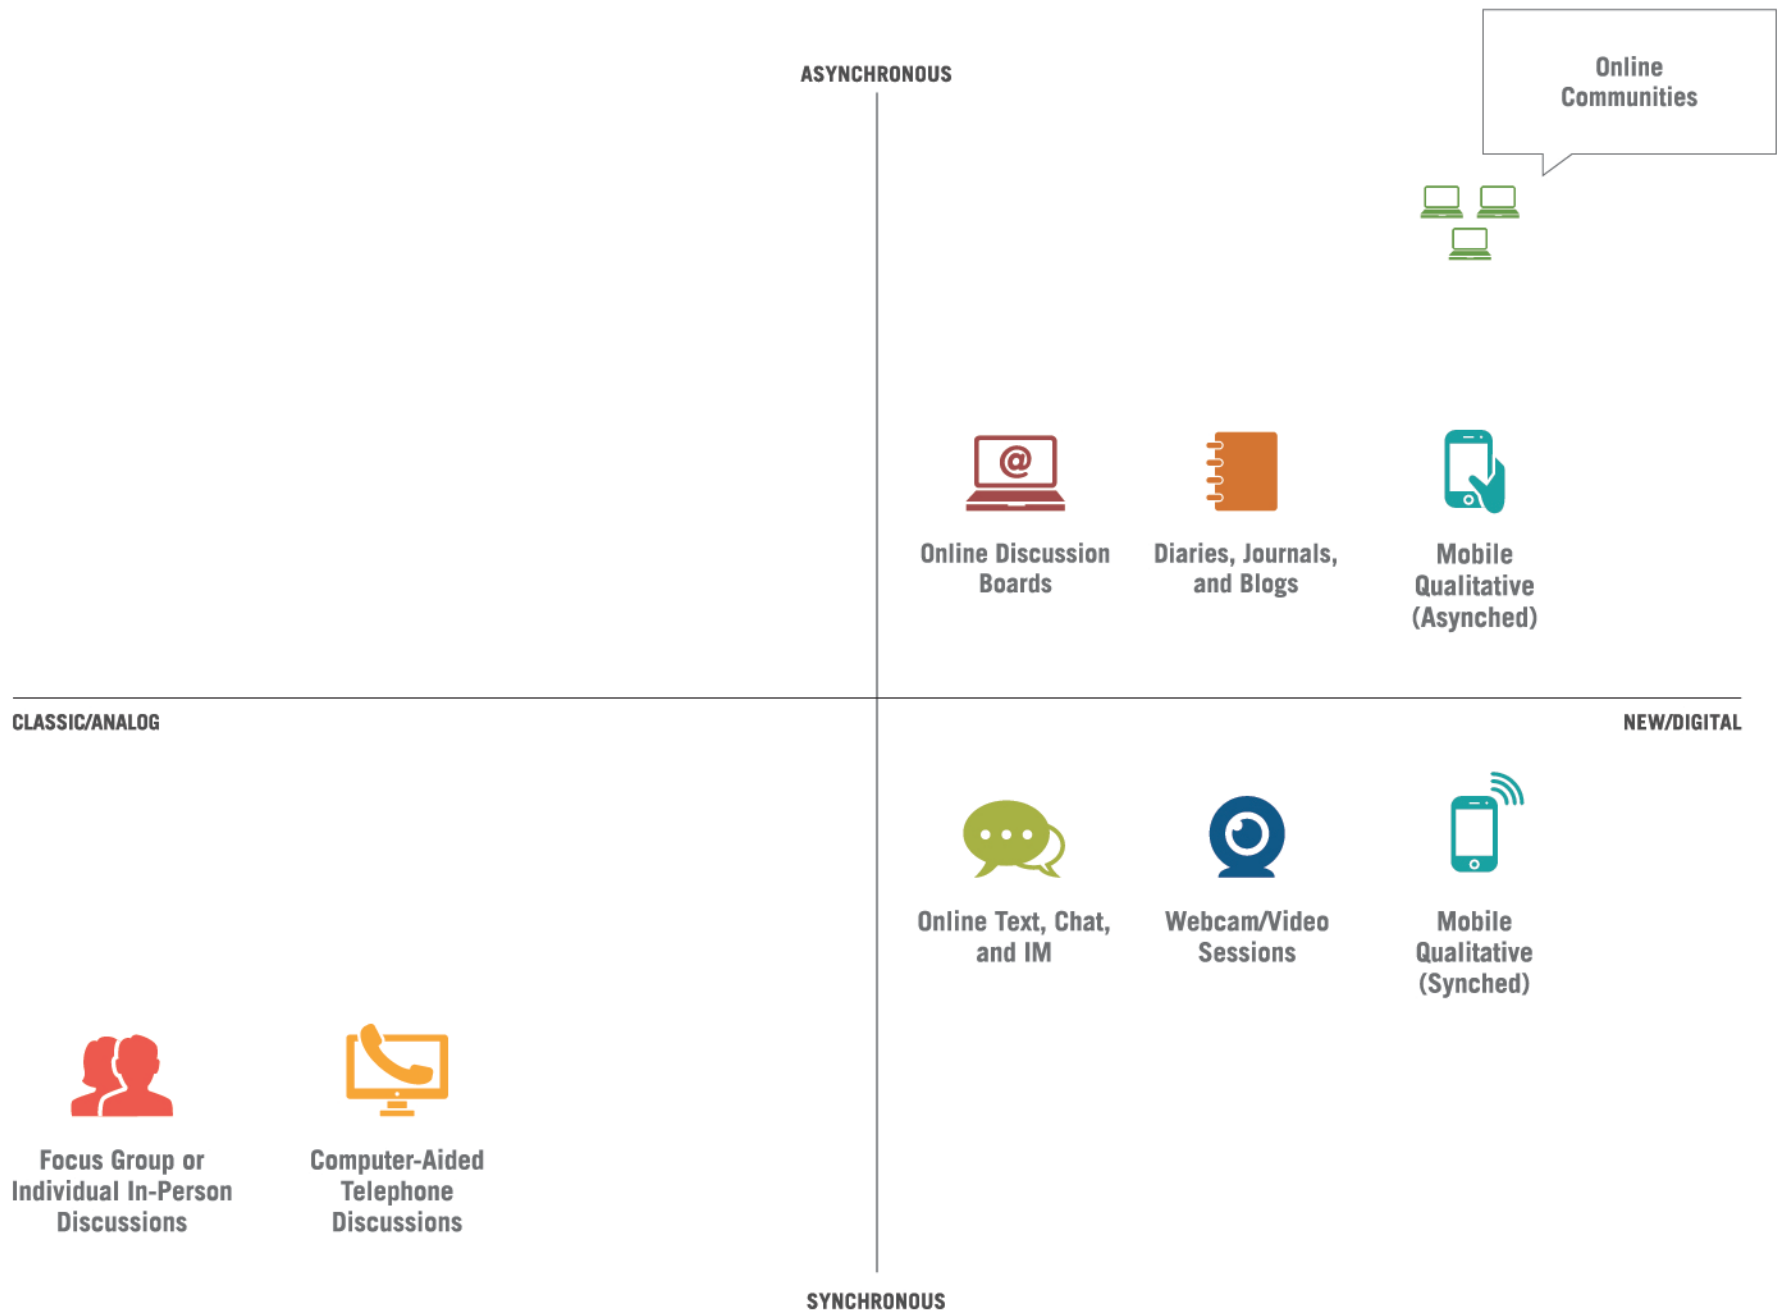 Online
Communities
ASYNCHRONOUS
@
Online Discussion
Boards
Diaries, Journals,
and Blogs
Mobile
Qualitative
(Asynched)
CLASSIC/ANALOG
NEW/DIGITAL
Online Text, Chat,
and IM
Webcam/Video
Sessions
Mobile
Qualitative
(Synched)
Focus Group or
Individual In-Person
Discussions
Computer-Aided
Telephone
Discussions
SYNCHRONOUS